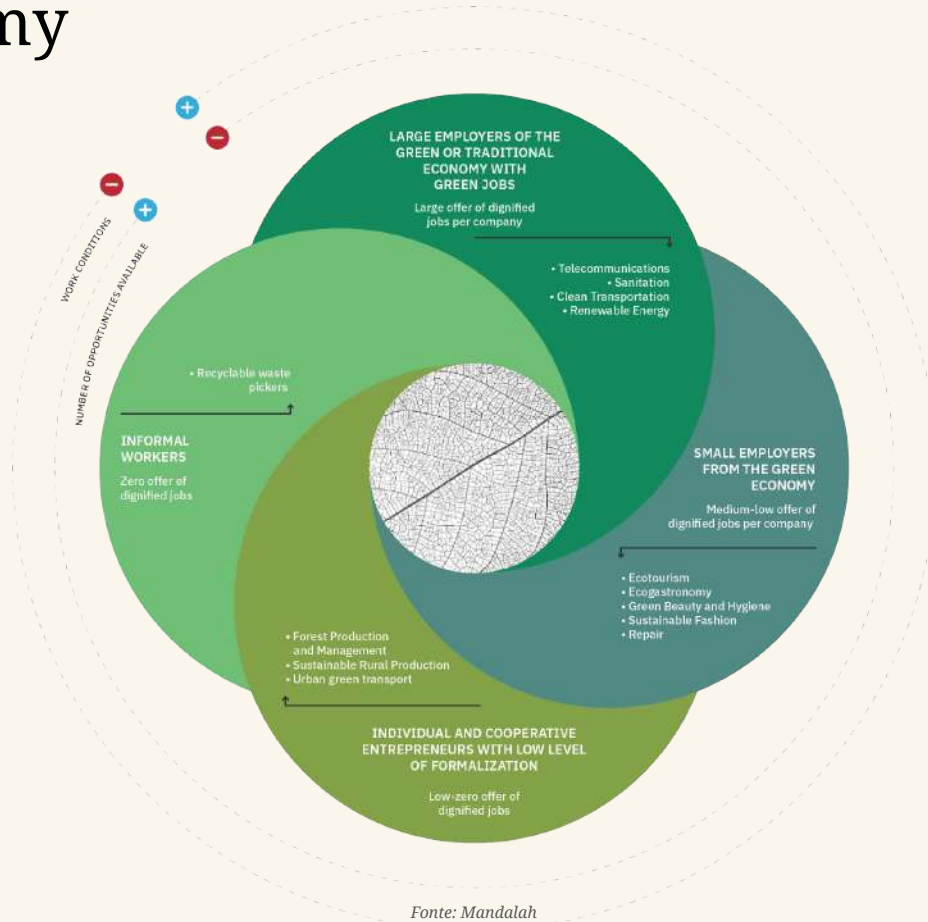 my
LARGE EMPLOYERS OF THE
GREEN OR TRADITIONAL
ECONOMY WITH
GREEN JOBS
Large offer of dignified
jobs per company
• Telecommunications
• Sanitation
• Clean Transportation
• Renewable Energy
WORK CONDITIONS
NUMBER OF OPPORTUNITIES AVAILABLE
• Recyclable waste
pickers
INFORMAL
WORKERS
Zero offer of
dignified jobs
SMALL EMPLOYERS
FROM THE GREEN
ECONOMY
Medium-low offer of
dignified jobs per company
• Ecotourism
• Ecogastronomy
• Green Beauty and Hygiene
• Sustainable Fashion
• Repair
• Forest Production
and Management
• Sustainable Rural Production
• Urban green transport
INDIVIDUAL AND COOPERATIVE
ENTREPRENEURS WITH LOW LEVEL
OF FORMALIZATION
Low-zero offer of
dignified jobs
Fonte: Mandalah